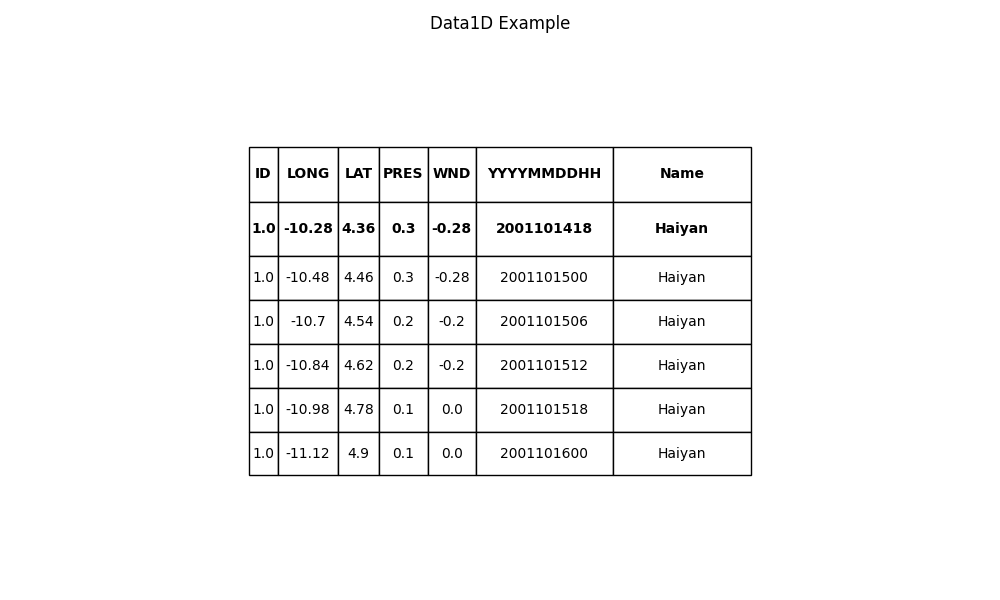 Data1D Example
ID LONG LAT PRES WND YYYYMMDDHH Name
1.0 -10.28 4.36 0.3 -0.28 2001101418 Haiyan
1.0 -10.48 4.46 0.3 -0.28 2001101500 Haiyan
1.0 -10.7 4.54 0.2 -0.2 2001101506 Haiyan
1.0 -10.84 4.62 0.2 -0.2 2001101512 Haiyan
1.0 -10.98 4.78 0.1 0.0 2001101518 Haiyan
1.0 -11.12 4.9 0.1 0.0 2001101600 Haiyan